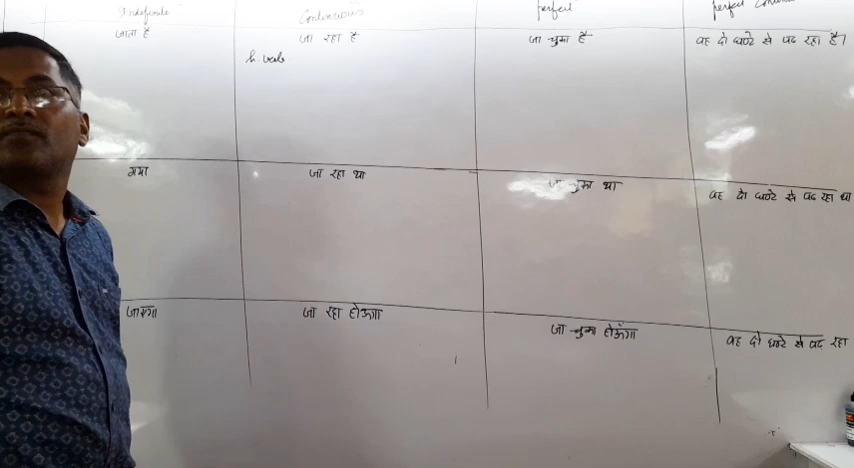 Indefinite Continuous perfect perfect
जाता है जा रहा है जा चुका है वह दो घण्टे से पढ़ रहा है।
h. verb
गया जा रहा था जा चुका था वह दो घण्टे से पढ़ रहा था
जाएगा जा रहा होऊंगा जा चुका होऊंगा वह दो घण्टे से पढ़ रहा